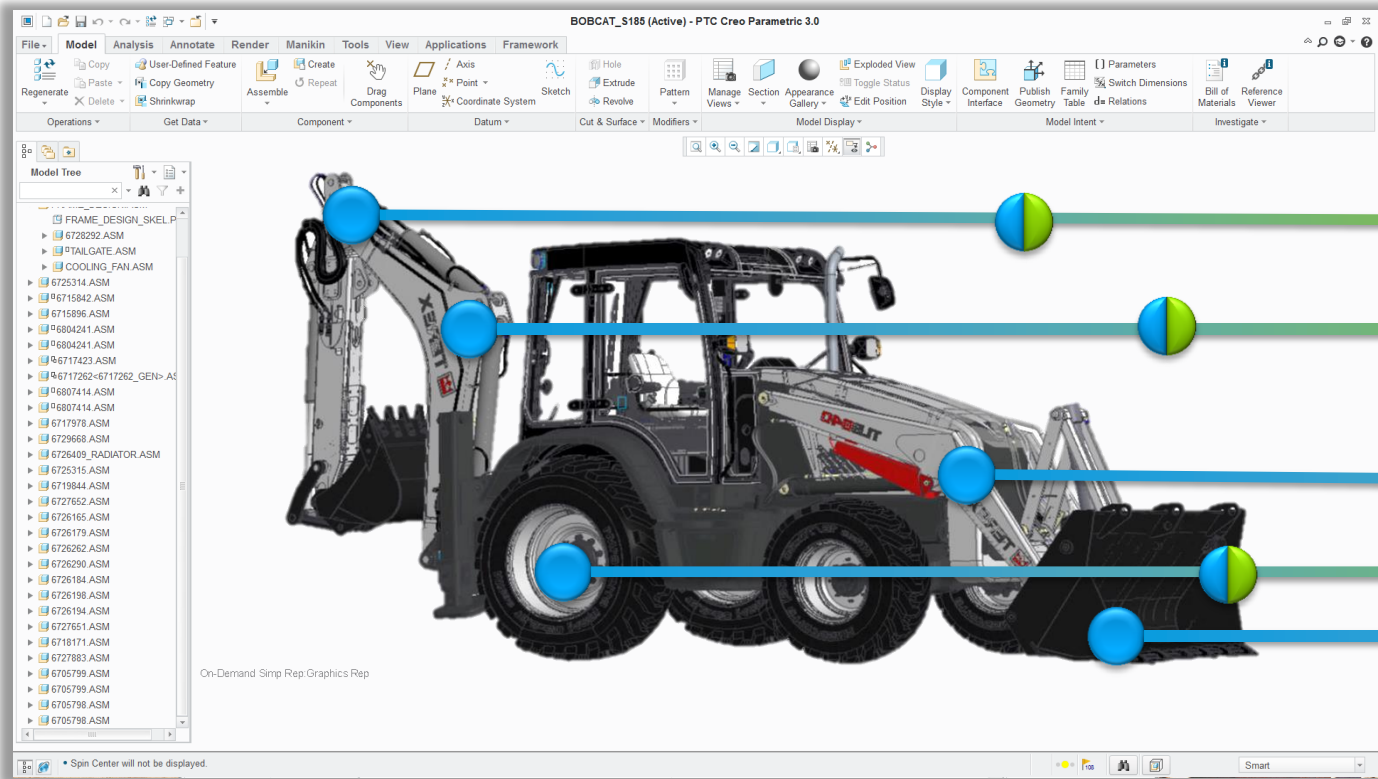 BOBCAT_S185 (Active) - PTC Creo Parametric 3.0
File Model Analysis Annotate Render Manikin Tools View Applications Framework
Regenerate
Copy
Paste
Delete
Operations
User-Defined Feature
Copy Geometry
Shrinkwrap
Get Data
Assemble
Create
Repeat
Drag
Components
Component
Plane
Axis
Point
Coordinate System
Sketch
Datum
Hole
Extrude
Revolve
Cut & Surface
Pattern
Modifiers
Manage
Views
Section
Appearance
Gallery
Exploded View
Toggle Status
Edit Position
Display
Style
Model Display
Component
Interface
Publish
Geometry
Family
Table
Parameters
Switch Dimensions
d= Relations
Model Intent
Bill of
Materials
Reference
Viewer
Investigate
Model Tree
FRAME_DESIGN_SKEL.P
6728292.ASM
TAILGATE.ASM
COOLING_FAN.ASM
6725314.ASM
6715842.ASM
6715896.ASM
6804241.ASM
6804241.ASM
6717423.ASM
6717262<6717262_GEN>.AS
6807414.ASM
6807414.ASM
6717978.ASM
6729668.ASM
6726409_RADIATOR.ASM
6725315.ASM
6719844.ASM
6727652.ASM
6726165.ASM
6726179.ASM
6726262.ASM
6726290.ASM
6726184.ASM
6726198.ASM
6726194.ASM
6727651.ASM
6718171.ASM
6727883.ASM
6705799.ASM
6705799.ASM
6705798.ASM
6705798.ASM
On-Demand Simp Rep:Graphics Rep
• Spin Center will not be displayed.
Smart